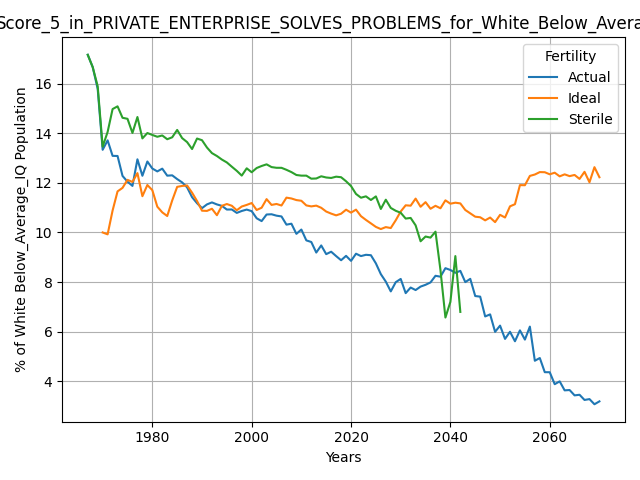 Score_5_in_PRIVATE_ENTERPRISE_SOLVES_PROBLEMS_for_White_Below_Avera
Fertility
Actual
Ideal
Sterile
% of White Below_Average_IQ Population
16
14
12
10
8
6
4
1980 2000 2020 2040 2060
Years